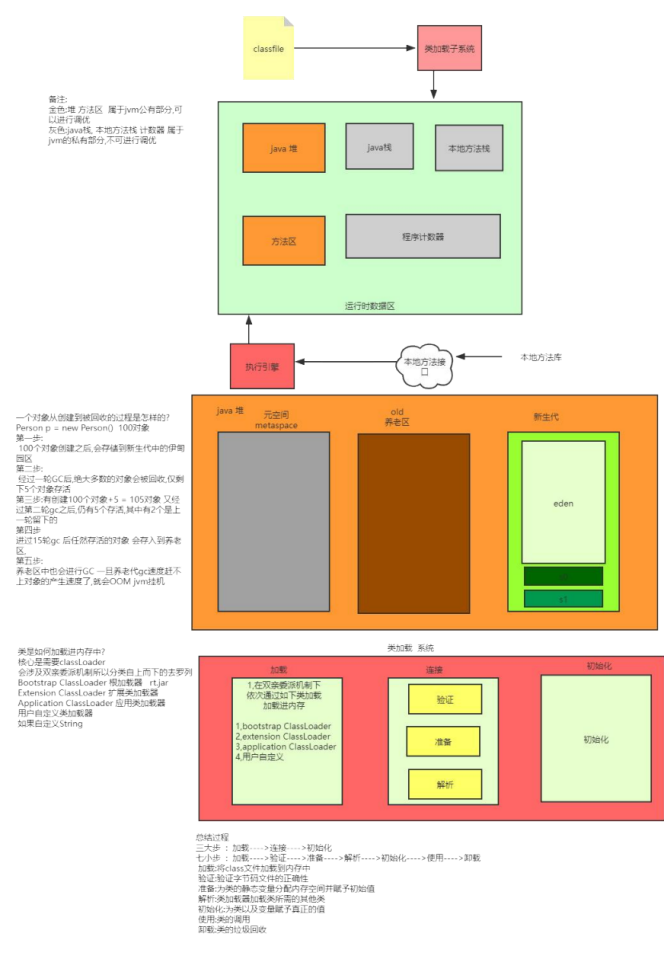 classfile
类加载子系统
备注:
金色:堆 方法区 属于jvm公有部分,可
以进行调优
灰色:java栈, 本地方法栈 计数器 属于
jvm的私有部分,不可进行调优
java 堆
java栈
本地方法栈
方法区
程序计数器
运行时数据区
执行引擎
本地方法接
口
本地方法库
一个对象从创建到被回收的过程是怎样的?
Person p = new Person() 100对象
第一步:
100个对象创建之后,会存储到新生代中的伊甸
园区
第二步:
经过一轮GC后,绝大多数的对象会被回收,仅剩
下5个对象存活
第三步:有创建100个对象+5 = 105对象 又经
过第二轮gc之后,仍有5个存活,其中有2个是上
一轮留下的
第四步
进过15轮gc 后任然存活的对象 会存入到养老
区,
第五步:
养老区中也会进行GC 一旦养老代gc速度赶不
上对象的产生速度了,就会OOM jvm挂机
java 堆
元空间
metaspace
old
养老区
新生代
eden
s1
类是如何加载进内存中?
核心是需要classLoader
会涉及双亲委派机制所以分类自上而下的去罗列
Bootstrap ClassLoader 根加载器 rt.jar
Extension ClassLoader 扩展类加载器
Application ClassLoader 应用类加载器
用户自定义类加载器
如果自定义String
类加载 系统
加载
1,在双亲委派机制下
依次通过如下类加载
加载进内存
1,bootstrap ClassLoader
2,extension ClassLoader
3,application ClassLoader
4,用户自定义
连接
验证
准备
解析
初始化
初始化
总结过程
三大步 : 加载---->连接---->初始化
七小步 : 加载---->验证---->准备---->解析---->初始化---->使用---->卸载
加载:将class文件加载到内存中
验证:验证字节码文件的正确性
准备:为类的静态变量分配内存空间并赋予初始值
解析:类加载器加载类所需的其他类
初始化:为类以及变量赋予真正的值
使用:类的调用
卸载:类的垃圾回收